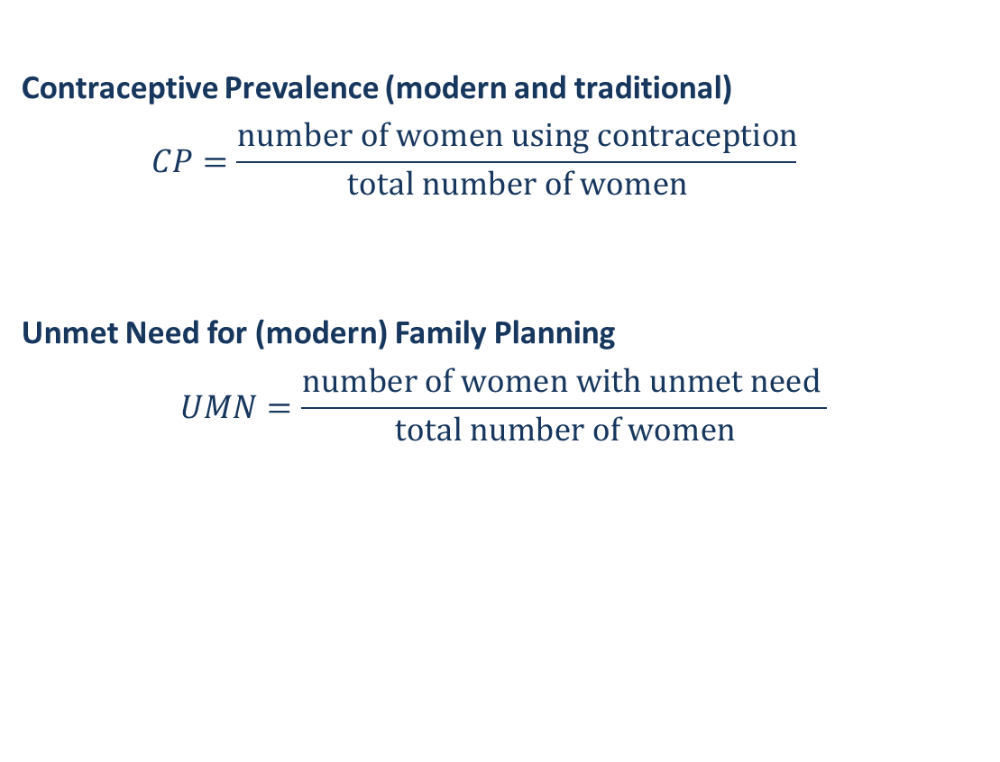 Contraceptive Prevalence (modern and traditional)
CP = number of women using contraception
total number of women
Unmet Need for (modern) Family Planning
UMN = number of women with unmet need
total number of women